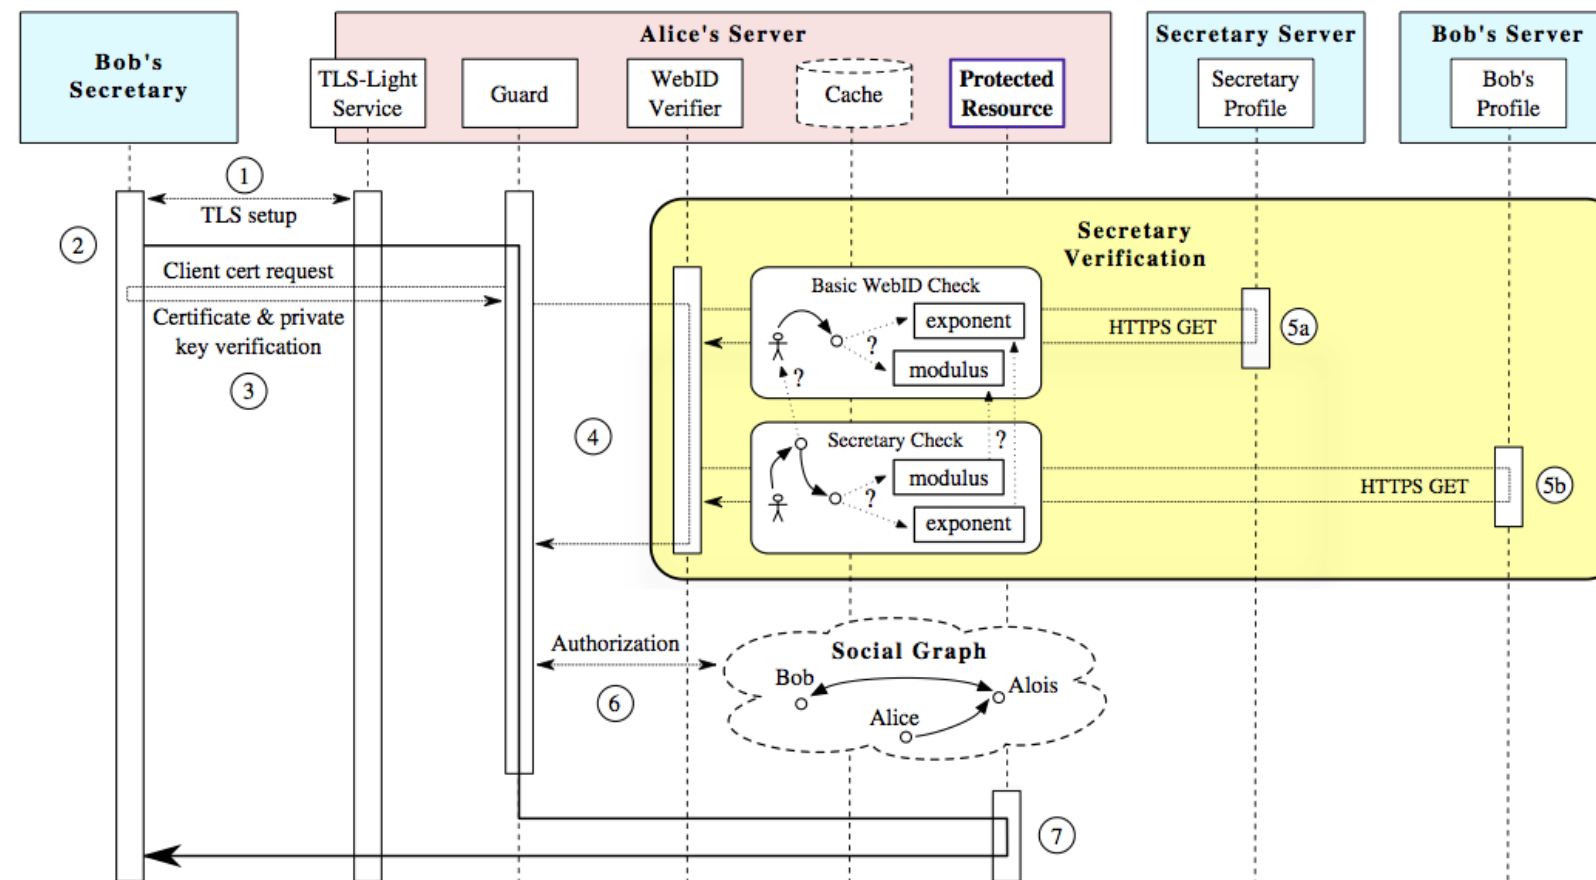 Bob's
Secretary
Alice's Server
TLS-Light
Service
Guard
WebID
Verifier
Cache
Protected
Resource
Secretary Server
Secretary
Profile
Bob's Server
Bob's
Profile
1
TLS setup
2
Client cert request
Certificate & private
key verification
3
4
Secretary
Verification
Basic WebID Check
exponent
?
modulus
?
HTTPS GET
5a
Secretary Check
?
modulus
?
exponent
HTTPS GET
5b
Authorization
6
Social Graph
Bob
Alois
Alice
7